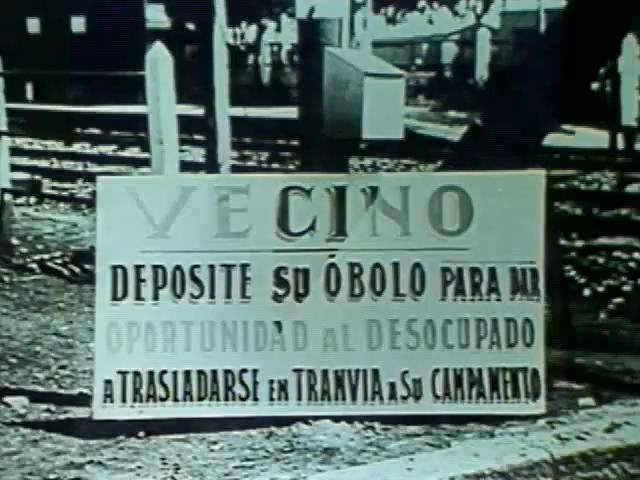 VECINO
DEPOSITE SU ÓBOLO PARA DAR
OPORTUNIDAD AL DESOCUPADO
A TRASLADARSE EN TRANVIA A SU CAMPAMENTO